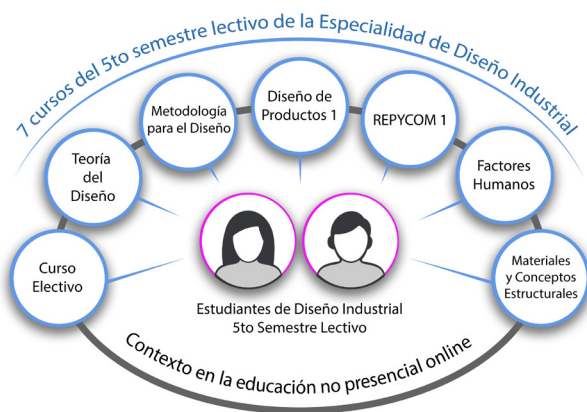 7 cursos del 5to semestre lectivo de la Especialidad de Diseño Industrial
Curso
Electivo
Teoría
del
Diseño
Metodología
para el Diseño
Diseño de
Productos 1
REPYCOM 1
Factores
Humanos
Materiales
y Conceptos
Estructurales
Estudiantes de Diseño Industrial
5to Semestre Lectivo
Contexto en la educación no presencial online